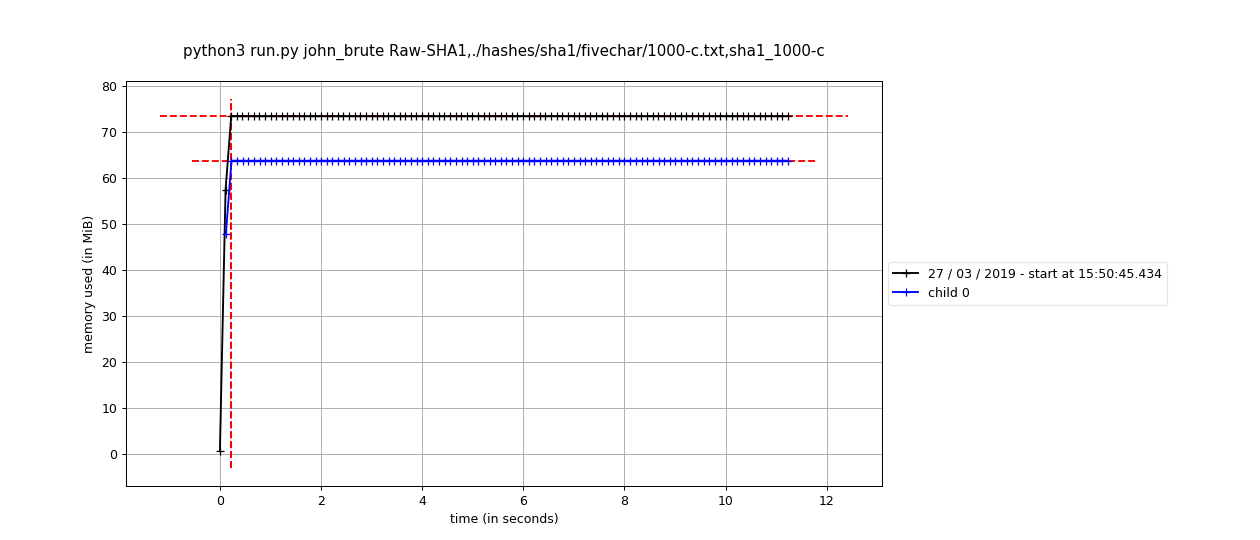 python3 run.py john_brute Raw-SHA1,./hashes/sha1/fivechar/1000-c.txt,sha1_1000-c
80
70
60
50
40
30
20
10
0
memory used (in MiB)
0 2 4 6 8 10 12
time (in seconds)
27 / 03 / 2019 - start at 15:50:45.434
child 0